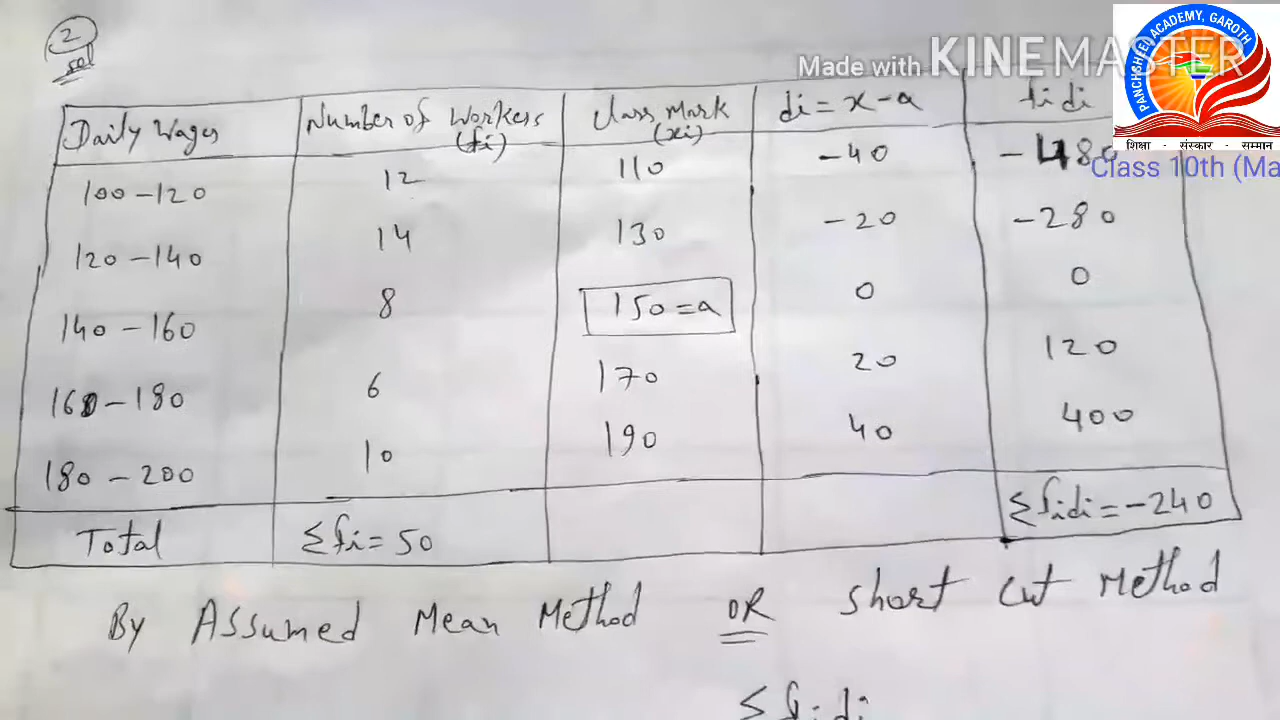 2
sol
Made with KINEMASTER
PANCHSHEEL ACADEMY, GAROTH
शिक्षा · संस्कार · सम्मान
Class 10th (Ma
Daily Wages | Number of Workers (fi) | Class Mark (xi) | di = x - a | fidi
100 - 120 | 12 | 110 | -40 | -480
120 - 140 | 14 | 130 | -20 | -280
140 - 160 | 8 | 150 = a | 0 | 0
160 - 180 | 6 | 170 | 20 | 120
180 - 200 | 10 | 190 | 40 | 400
Total | Σfi = 50 | Σfidi = -240
By Assumed Mean Method OR Short Cut Method
Σfidi